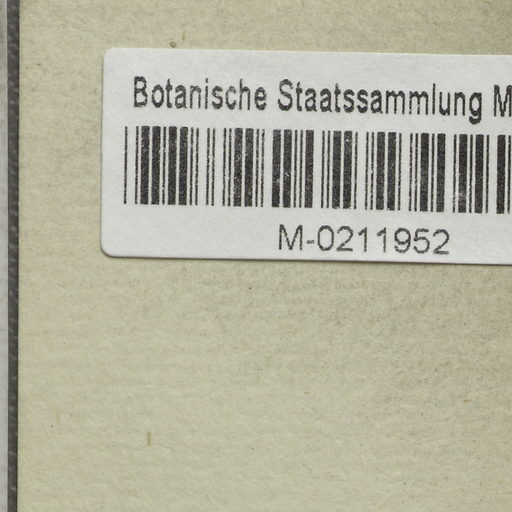 Botanische Staatssammlung M
M-0211952